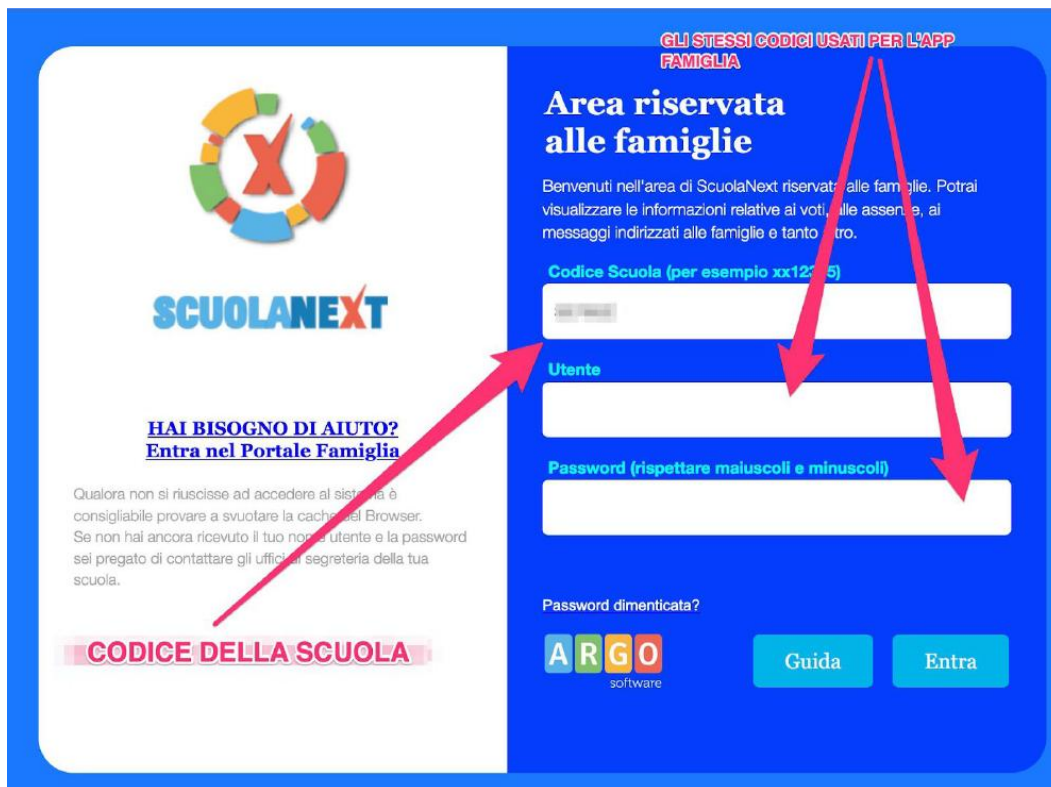 GLI STESSI CODICI USATI PER L'APP
FAMIGLIA
Area riservata
alle famiglie
Benvenuti nell'area di ScuolaNext riservata alle famiglie. Potrai
visualizzare le informazioni relative ai voti, alle assenze, ai
messaggi indirizzati alle famiglie e tanto altro.
Codice Scuola (per esempio xx12345)
Utente
Password (rispettare maiuscoli e minuscoli)
Password dimenticata?
ARGO
software
Guida
Entra
SCUOLANEXT
HAI BISOGNO DI AIUTO?
Entra nel Portale Famiglia
Qualora non si riuscisse ad accedere al sistema è
consigliabile provare a svuotare la cache del Browser.
Se non hai ancora ricevuto il tuo nome utente e la password
sei pregato di contattare gli uffici di segreteria della tua
scuola.
CODICE DELLA SCUOLA